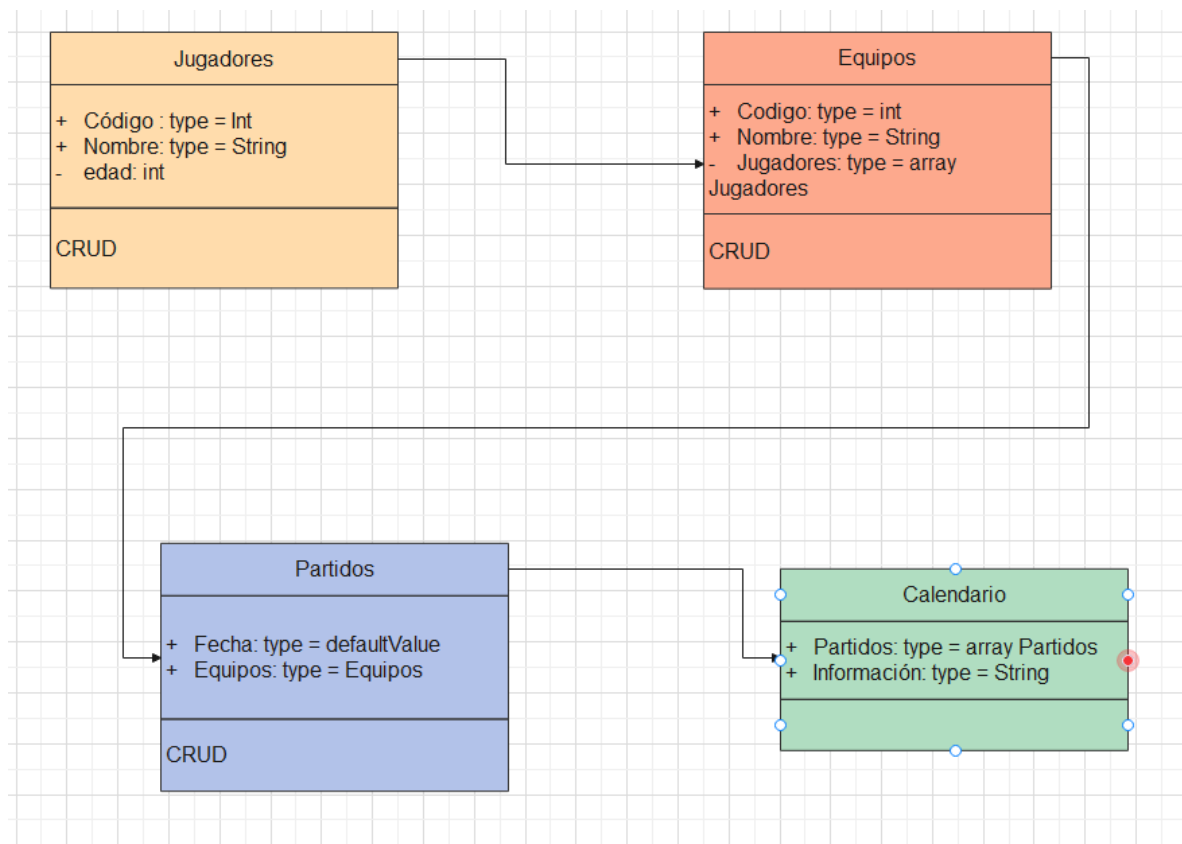 Jugadores
+ Código : type = Int
+ Nombre: type = String
- edad: int
CRUD
Equipos
+ Codigo: type = int
+ Nombre: type = String
- Jugadores: type = array
Jugadores
CRUD
Partidos
+ Fecha: type = defaultValue
+ Equipos: type = Equipos
CRUD
Calendario
+ Partidos: type = array Partidos
+ Información: type = String